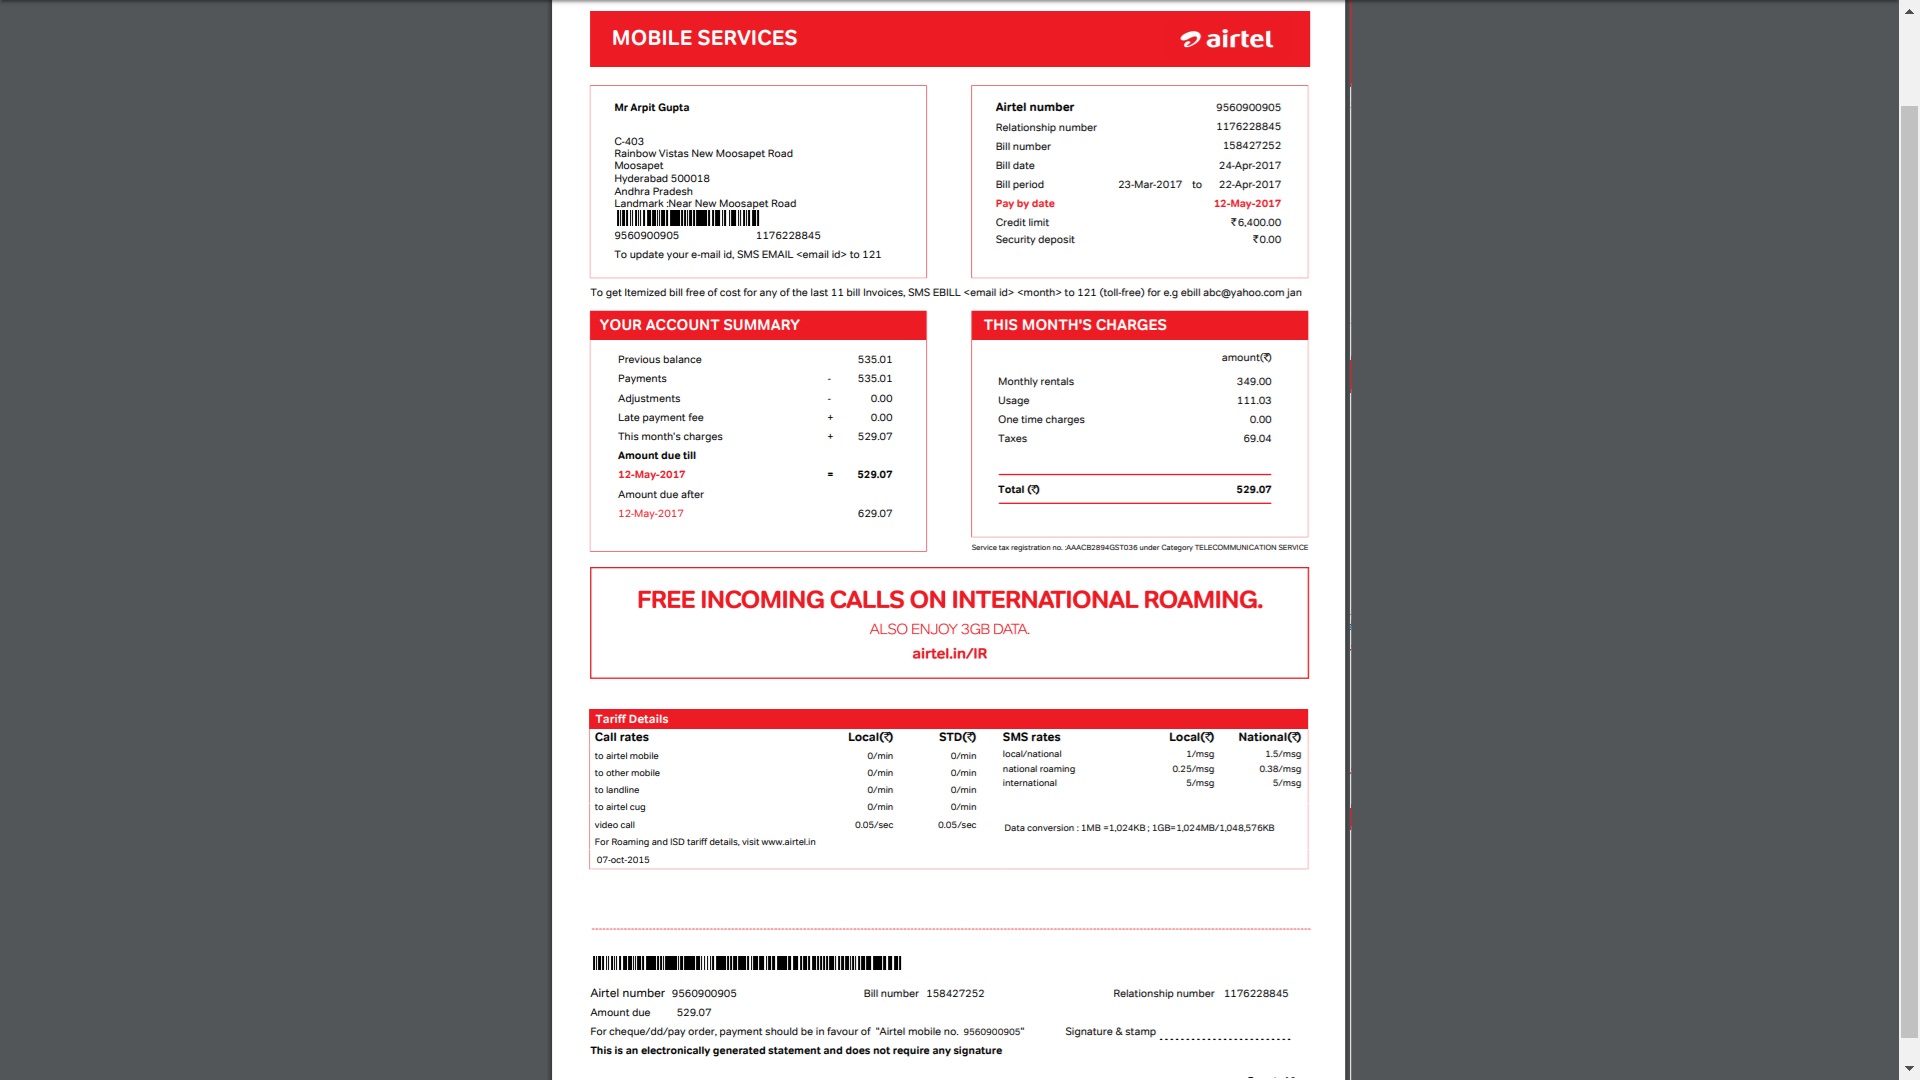 MOBILE SERVICES
airtel
Mr Arpit Gupta
C-403
Rainbow Vistas New Moosapet Road
Moosapet
Hyderabad 500018
Andhra Pradesh
Landmark :Near New Moosapet Road
9560900905 1176228845
To update your e-mail id, SMS EMAIL <email id> to 121
Airtel number 9560900905
Relationship number 1176228845
Bill number 158427252
Bill date 24-Apr-2017
Bill period 23-Mar-2017 to 22-Apr-2017
Pay by date 12-May-2017
Credit limit ₹6,400.00
Security deposit ₹0.00
To get Itemized bill free of cost for any of the last 11 bill Invoices, SMS EBILL <email id> <month> to 121 (toll-free) for e.g ebill abc@yahoo.com jan
YOUR ACCOUNT SUMMARY
Previous balance 535.01
Payments - 535.01
Adjustments - 0.00
Late payment fee + 0.00
This month's charges + 529.07
Amount due till
12-May-2017 = 529.07
Amount due after
12-May-2017 629.07
THIS MONTH'S CHARGES
amount(₹)
Monthly rentals 349.00
Usage 111.03
One time charges 0.00
Taxes 69.04
Total (₹) 529.07
Service tax registration no. :AAACB2894GST036 under Category TELECOMMUNICATION SERVICE
FREE INCOMING CALLS ON INTERNATIONAL ROAMING.
ALSO ENJOY 3GB DATA.
airtel.in/IR
Tariff Details
Call rates Local(₹) STD(₹)
to airtel mobile 0/min 0/min
to other mobile 0/min 0/min
to landline 0/min 0/min
to airtel cug 0/min 0/min
video call 0.05/sec 0.05/sec
For Roaming and ISD tariff details, visit www.airtel.in
07-oct-2015
SMS rates Local(₹) National(₹)
local/national 1/msg 1.5/msg
national roaming 0.25/msg 0.38/msg
international 5/msg 5/msg
Data conversion : 1MB =1,024KB ; 1GB=1,024MB/1,048,576KB
Airtel number 9560900905 Bill number 158427252 Relationship number 1176228845
Amount due 529.07
For cheque/dd/pay order, payment should be in favour of "Airtel mobile no. 9560900905" Signature & stamp
This is an electronically generated statement and does not require any signature